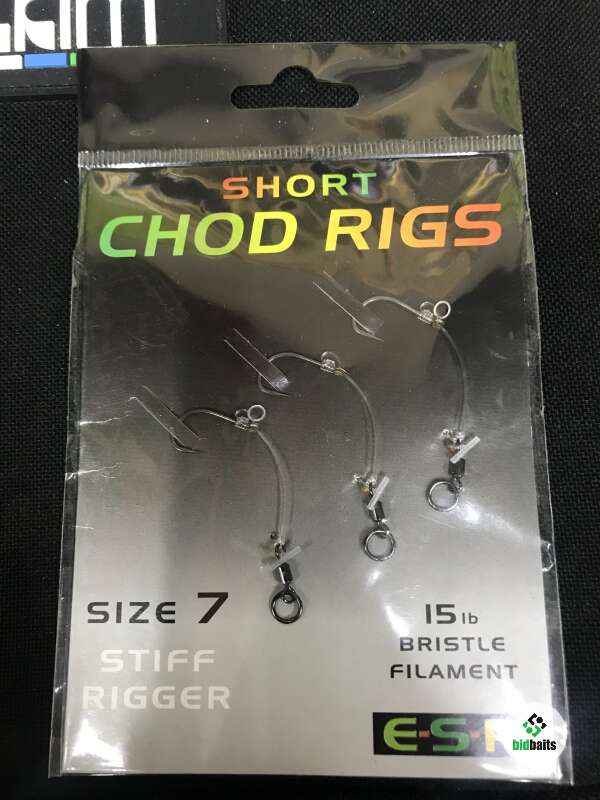 SHORT
CHOD RIGS
SIZE 7
STIFF
RIGGER
15lb
BRISTLE
FILAMENT
E-S-P
bidbaits